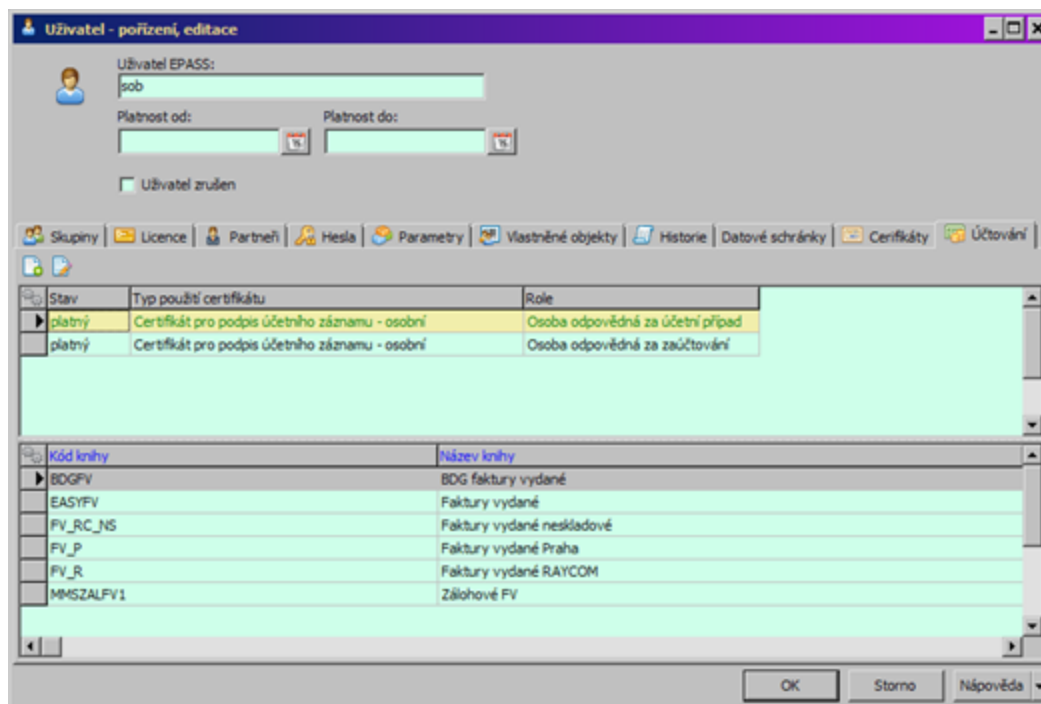 Uživatel - pořízení, editace
Uživatel EPASS:
sob
Platnost od: Platnost do:
Uživatel zrušen
Skupiny Licence Partneři Hesla Parametry Vlastněné objekty Historie Datové schránky Cerifikáty Účtování
Stav Typ použití certifikátu Role
platný Certifikát pro podpis účetního záznamu - osobní Osoba odpovědná za účetní případ
platný Certifikát pro podpis účetního záznamu - osobní Osoba odpovědná za zaúčtování
Kód knihy Název knihy
BDGFV BDG faktury vydané
EASYFV Faktury vydané
FV_RC_NS Faktury vydané neskladové
FV_P Faktury vydané Praha
FV_R Faktury vydané RAYCOM
MMSZALFV1 Zálohové FV
OK Storno Nápověda